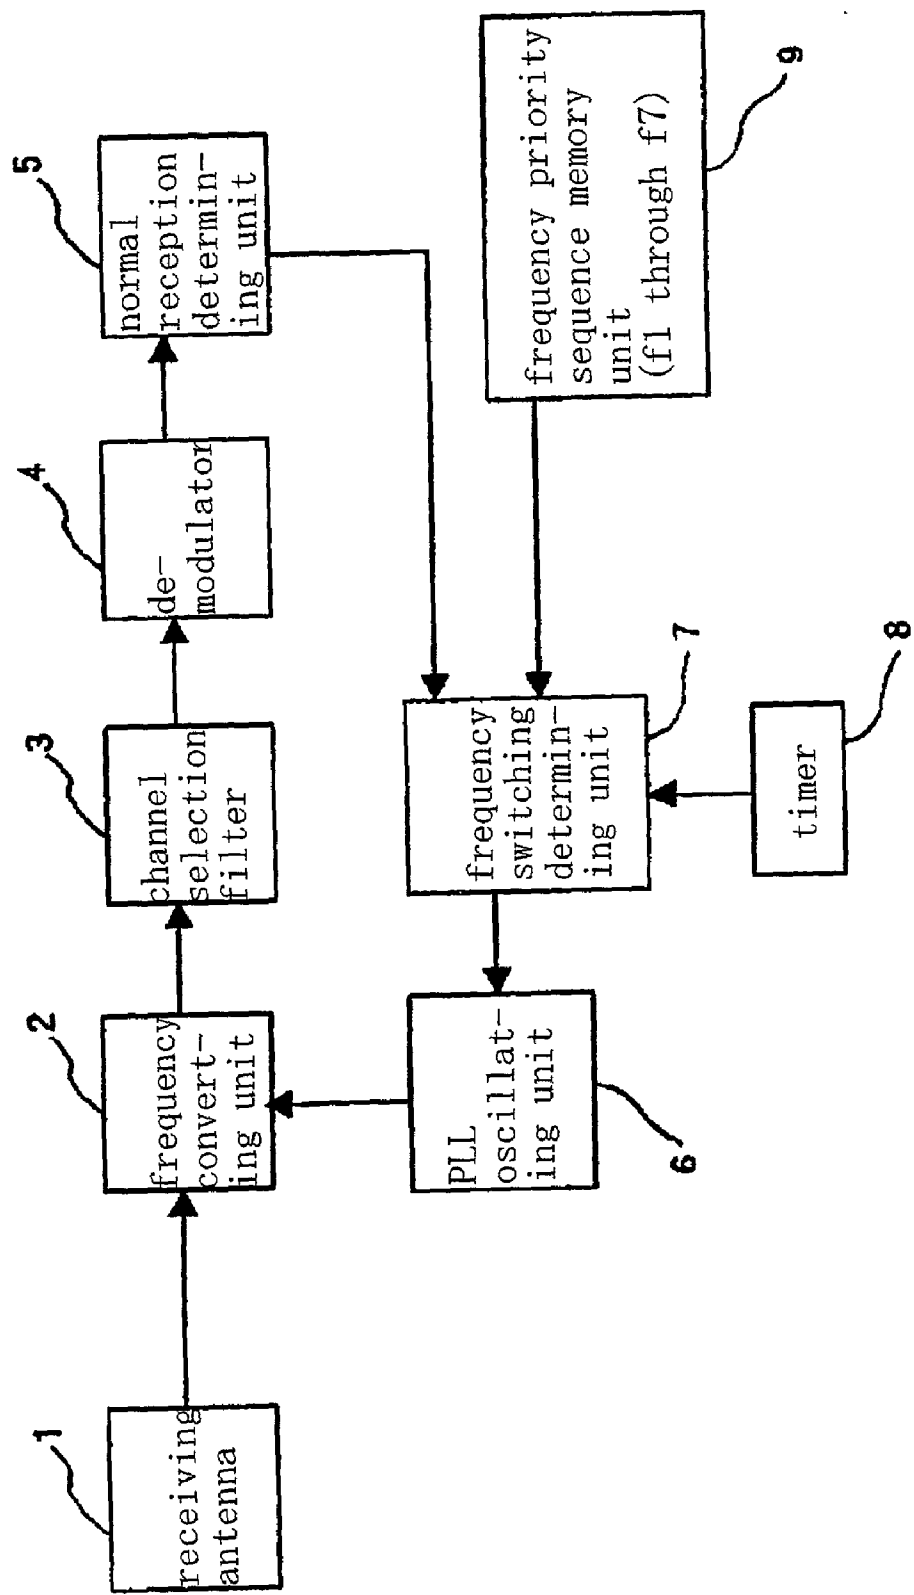 1
receiving
antenna
2
frequency
convert-
ing unit
3
channel
selection
filter
4
de-
modulator
5
normal
reception
determin-
ing unit
6
PLL
oscillat-
ing unit
7
frequency
switching
determin-
ing unit
8
timer
9
frequency priority
sequence memory
unit
(f1 through f7)